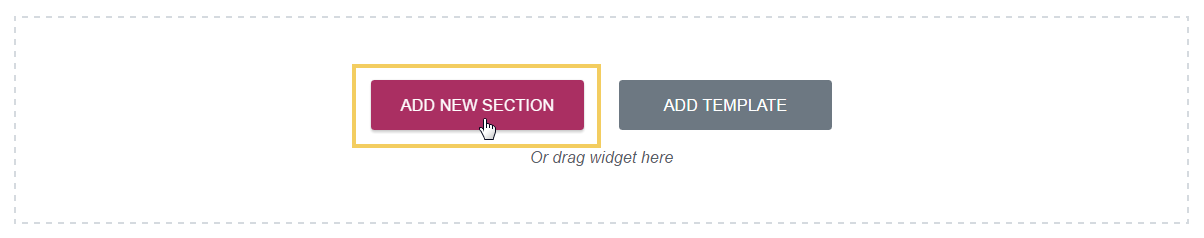 ADD NEW SECTION ADD TEMPLATE
Or drag widget here